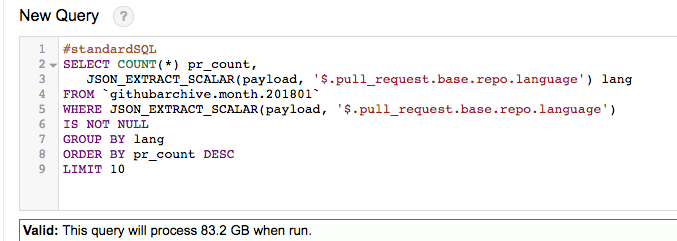 New Query ?
1 #standardSQL
2 SELECT COUNT(*) pr_count,
3 JSON_EXTRACT_SCALAR(payload, '$.pull_request.base.repo.language') lang
4 FROM `githubarchive.month.201801`
5 WHERE JSON_EXTRACT_SCALAR(payload, '$.pull_request.base.repo.language')
6 IS NOT NULL
7 GROUP BY lang
8 ORDER BY pr_count DESC
9 LIMIT 10
Valid: This query will process 83.2 GB when run.